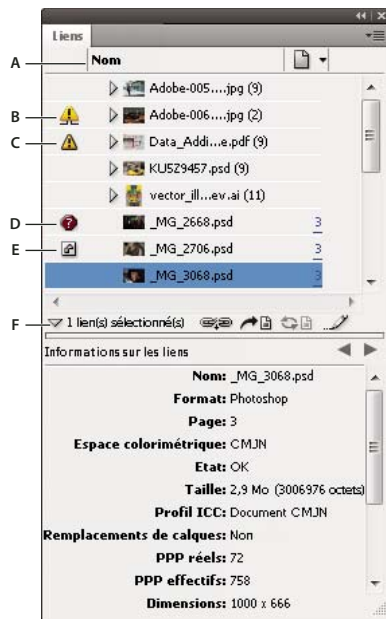 Liens
A
Nom
Adobe-005....jpg (9)
B
Adobe-006....jpg (2)
C
Data_Addi...e.pdf (9)
KU5Z9457.psd (9)
vector_ill...ev.ai (11)
D
_MG_2668.psd 3
E
_MG_2706.psd 3
_MG_3068.psd 3
F
1 lien(s) sélectionné(s)
Informations sur les liens
Nom: _MG_3068.psd
Format: Photoshop
Page: 3
Espace colorimétrique: CMJN
Etat: OK
Taille: 2,9 Mo (3006976 octets)
Profil ICC: Document CMJN
Remplacements de calques: Non
PPP réels: 72
PPP effectifs: 758
Dimensions: 1000 x 666